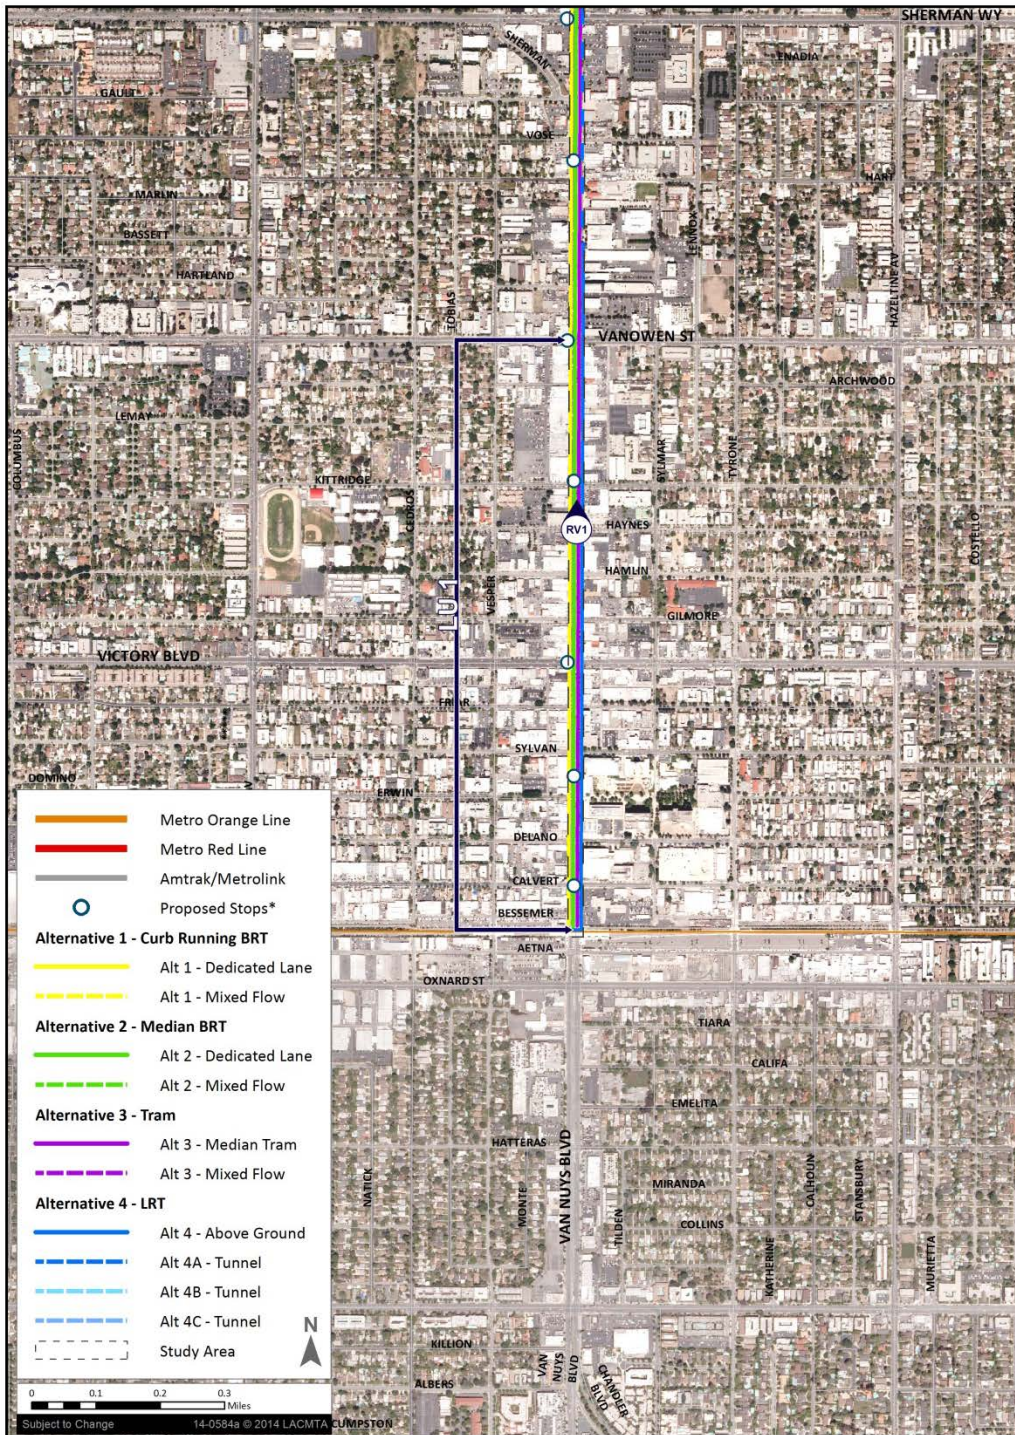 SHERMAN WY
ENADIA
SHERMAN
GAULT
VOSE
HART
MARLIN
LENNOX
BASSETT
HARTLAND
HAZELTINE AV
TOBIAS
VANOWEN ST
ARCHWOOD
LEMAY
COLUMBUS
SYLMAR
TYRONE
KITTRIDGE
CEDROS
RV1
HAYNES
COSTELLO
HAMLIN
LU1
VESPER
GILMORE
VICTORY BLVD
FRIAR
SYLVAN
DOMINO
ERWIN
DELANO
CALVERT
BESSEMER
AETNA
OXNARD ST
TIARA
CALIFA
EMELITA
HATTERAS
VAN NUYS BLVD
NATICK
MONTE
TILDEN
MIRANDA
CALHOUN
STANSBURY
COLLINS
KATHERINE
MURIETTA
KILLION
VAN NUYS BLVD
CHANDLER BLVD
ALBERS
CUMPSTON
Metro Orange Line
Metro Red Line
Amtrak/Metrolink
Proposed Stops*
Alternative 1 - Curb Running BRT
Alt 1 - Dedicated Lane
Alt 1 - Mixed Flow
Alternative 2 - Median BRT
Alt 2 - Dedicated Lane
Alt 2 - Mixed Flow
Alternative 3 - Tram
Alt 3 - Median Tram
Alt 3 - Mixed Flow
Alternative 4 - LRT
Alt 4 - Above Ground
Alt 4A - Tunnel
Alt 4B - Tunnel
Alt 4C - Tunnel
Study Area
N
0 0.1 0.2 0.3
Miles
Subject to Change 14-0584a © 2014 LACMTA